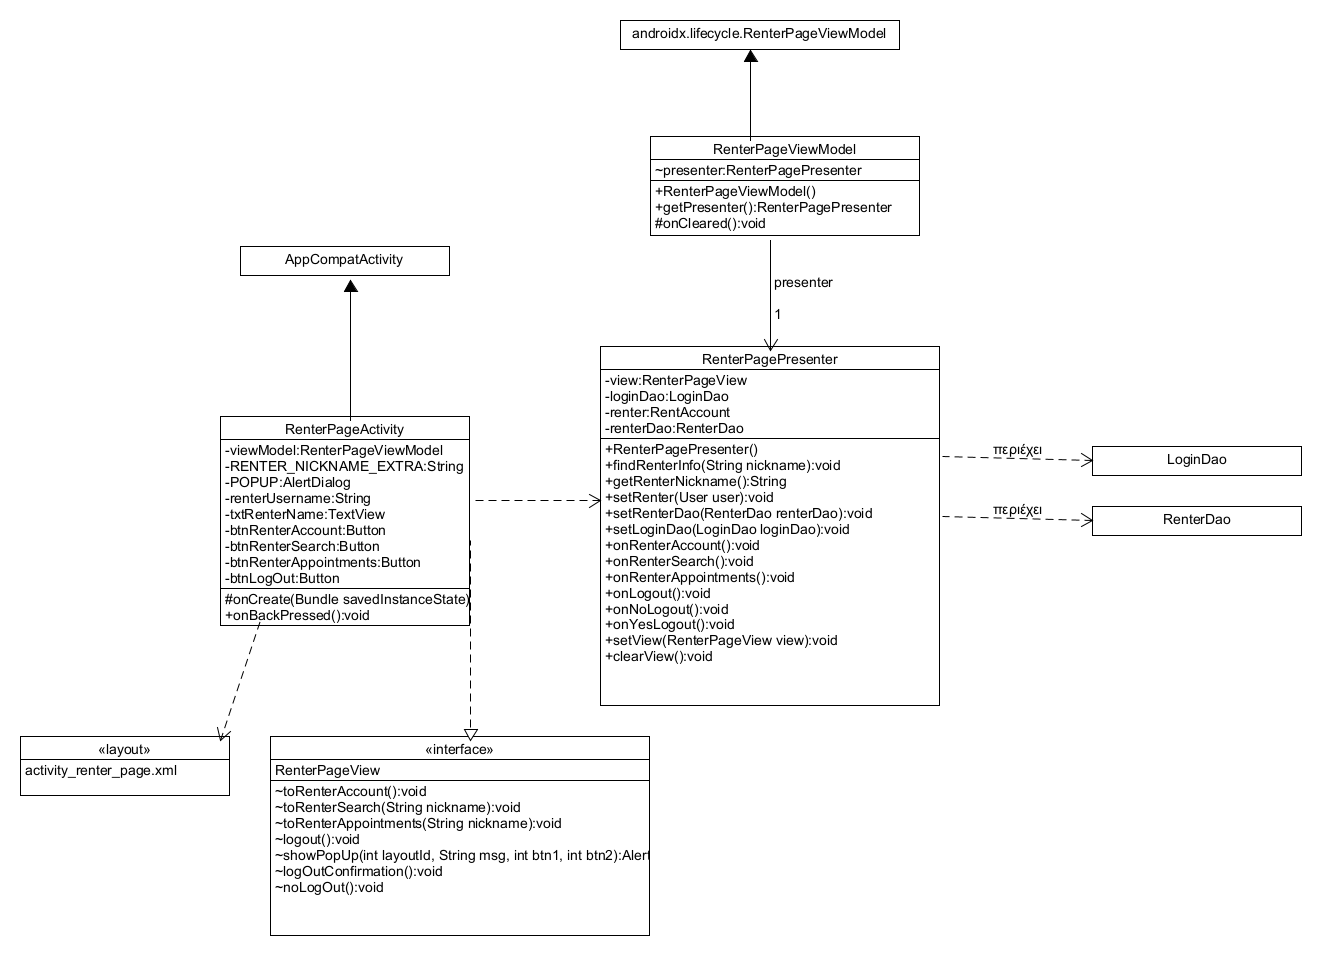 androidx.lifecycle.RenterPageViewModel
RenterPageViewModel
~presenter:RenterPagePresenter
+RenterPageViewModel()
+getPresenter():RenterPagePresenter
#onCleared():void
AppCompatActivity
presenter
1
RenterPageActivity
-viewModel:RenterPageViewModel
-RENTER_NICKNAME_EXTRA:String
-POPUP:AlertDialog
-renterUsername:String
-txtRenterName:TextView
-btnRenterAccount:Button
-btnRenterSearch:Button
-btnRenterAppointments:Button
-btnLogOut:Button
#onCreate(Bundle savedInstanceState)
+onBackPressed():void
RenterPagePresenter
-view:RenterPageView
-loginDao:LoginDao
-renter:RentAccount
-renterDao:RenterDao
+RenterPagePresenter()
+findRenterInfo(String nickname):void
+getRenterNickname():String
+setRenter(User user):void
+setRenterDao(RenterDao renterDao):void
+setLoginDao(LoginDao loginDao):void
+onRenterAccount():void
+onRenterSearch():void
+onRenterAppointments():void
+onLogout():void
+onNoLogout():void
+onYesLogout():void
+setView(RenterPageView view):void
+clearView():void
περιέχει
LoginDao
περιέχει
RenterDao
«layout»
activity_renter_page.xml
«interface»
RenterPageView
~toRenterAccount():void
~toRenterSearch(String nickname):void
~toRenterAppointments(String nickname):void
~logout():void
~showPopUp(int layoutId, String msg, int btn1, int btn2):Alert
~logOutConfirmation():void
~noLogOut():void